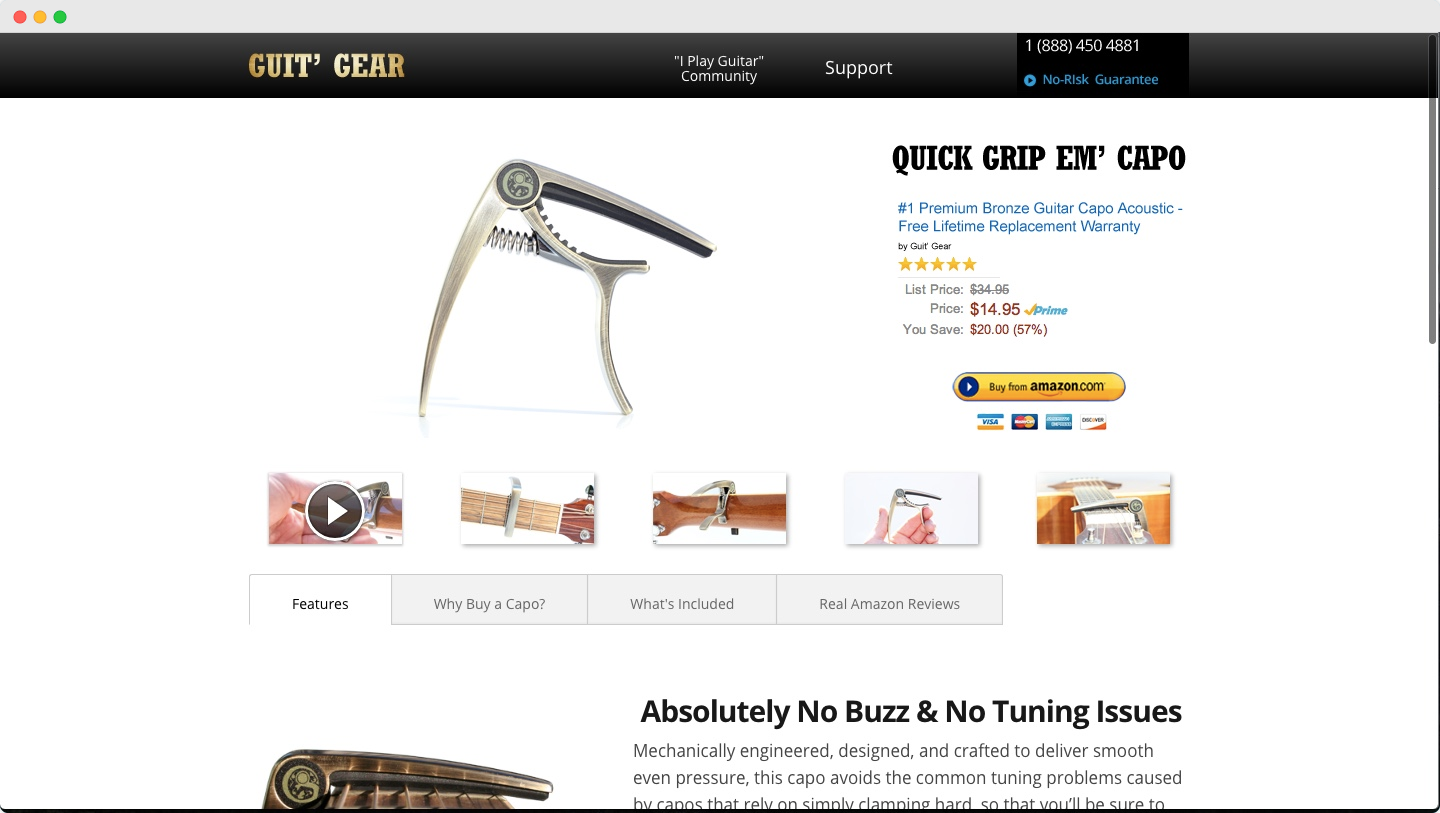 GUIT' GEAR
"I Play Guitar"
Community
Support
1 (888) 450 4881
No-Risk Guarantee
QUICK GRIP EM' CAPO
#1 Premium Bronze Guitar Capo Acoustic -
Free Lifetime Replacement Warranty
by Guit' Gear
List Price: $34.95
Price: $14.95 Prime
You Save: $20.00 (57%)
Buy from amazon.com
VISA MasterCard AMERICAN EXPRESS DISCOVER
Features
Why Buy a Capo?
What's Included
Real Amazon Reviews
Absolutely No Buzz & No Tuning Issues
Mechanically engineered, designed, and crafted to deliver smooth
even pressure, this capo avoids the common tuning problems caused
by capos that rely on simply clamping hard, so that you'll be sure to